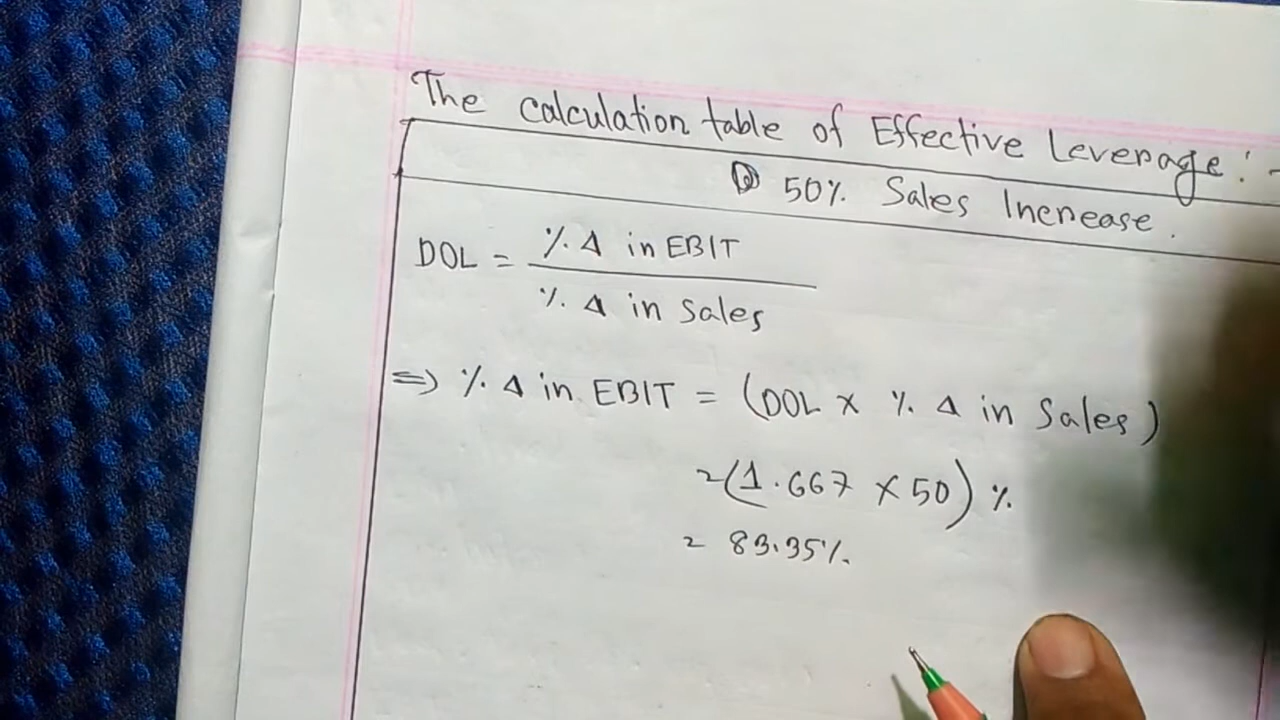 The calculation table of Effective Leverage:-
@ 50% Sales Increase.
DOL = % Δ in EBIT
% Δ in Sales
⇒ % Δ in EBIT = (DOL × % Δ in Sales)
= (1.667 × 50) %
= 83.35%